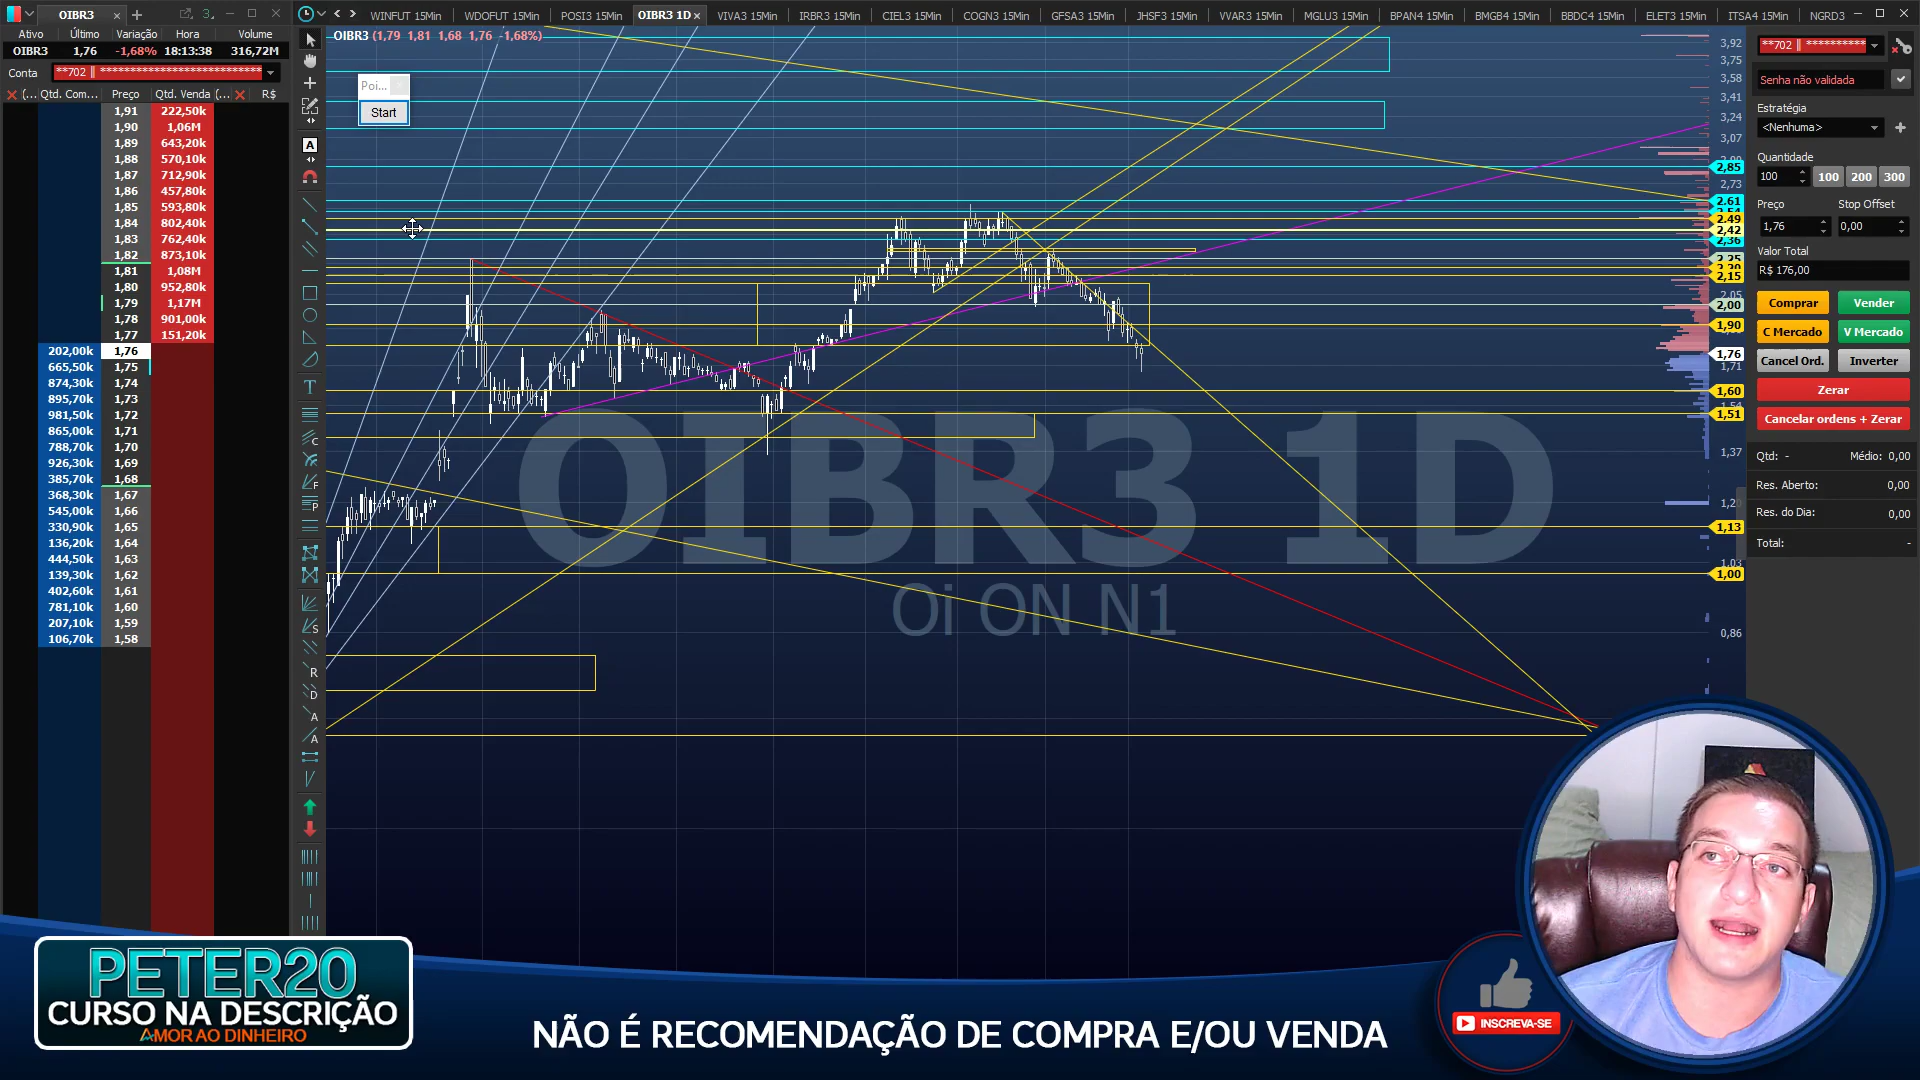 OIBR3
3
WINFUT 15Min
WDOFUT 15Min
POSI3 15Min
OIBR3 1D
VIVA3 15Min
IRBR3 15Min
CIEL3 15Min
COGN3 15Min
GFSA3 15Min
JHSF3 15Min
VVAR3 15Min
MGLU3 15Min
BPAN4 15Min
BMGB4 15Min
BBDC4 15Min
ELET3 15Min
ITSA4 15Min
NGRD3
Ativo Último Variação Hora Volume
OIBR3 1,76 -1,68% 18:13:38 316,72M
Conta **702 || ****************************
(... Qtd. Com... Preço Qtd. Venda (... R$
1,91 222,50k
1,90 1,06M
1,89 643,20k
1,88 570,10k
1,87 712,90k
1,86 457,80k
1,85 593,80k
1,84 802,40k
1,83 762,40k
1,82 873,10k
1,81 1,08M
1,80 952,80k
1,79 1,17M
1,78 901,00k
1,77 151,20k
202,00k 1,76
665,50k 1,75
874,30k 1,74
895,70k 1,73
981,50k 1,72
865,00k 1,71
788,70k 1,70
926,30k 1,69
385,70k 1,68
368,30k 1,67
545,00k 1,66
330,90k 1,65
136,20k 1,64
444,50k 1,63
139,30k 1,62
402,60k 1,61
781,10k 1,60
207,10k 1,59
106,70k 1,58
OIBR3 (1,79 1,81 1,68 1,76 -1,68%)
Poi...
Start
OIBR3 1D
Oi ON N1
3,92
3,75
3,58
3,41
3,24
3,07
2,85
2,73
2,61
2,49
2,42
2,36
2,25
2,15
2,05
2,00
1,90
1,76
1,71
1,60
1,54
1,51
1,37
1,20
1,13
1,03
1,00
0,86
**702 || **********
Senha não validada
Estratégia
<Nenhuma>
Quantidade
100 100 200 300
Preço Stop Offset
1,76 0,00
Valor Total
R$ 176,00
Comprar Vender
C Mercado V Mercado
Cancel Ord. Inverter
Zerar
Cancelar ordens + Zerar
Qtd: - Médio: 0,00
Res. Aberto: 0,00
Res. do Dia: 0,00
Total: -
PETER20
CURSO NA DESCRIÇÃO
AMOR AO DINHEIRO
NÃO É RECOMENDAÇÃO DE COMPRA E/OU VENDA
INSCREVA-SE